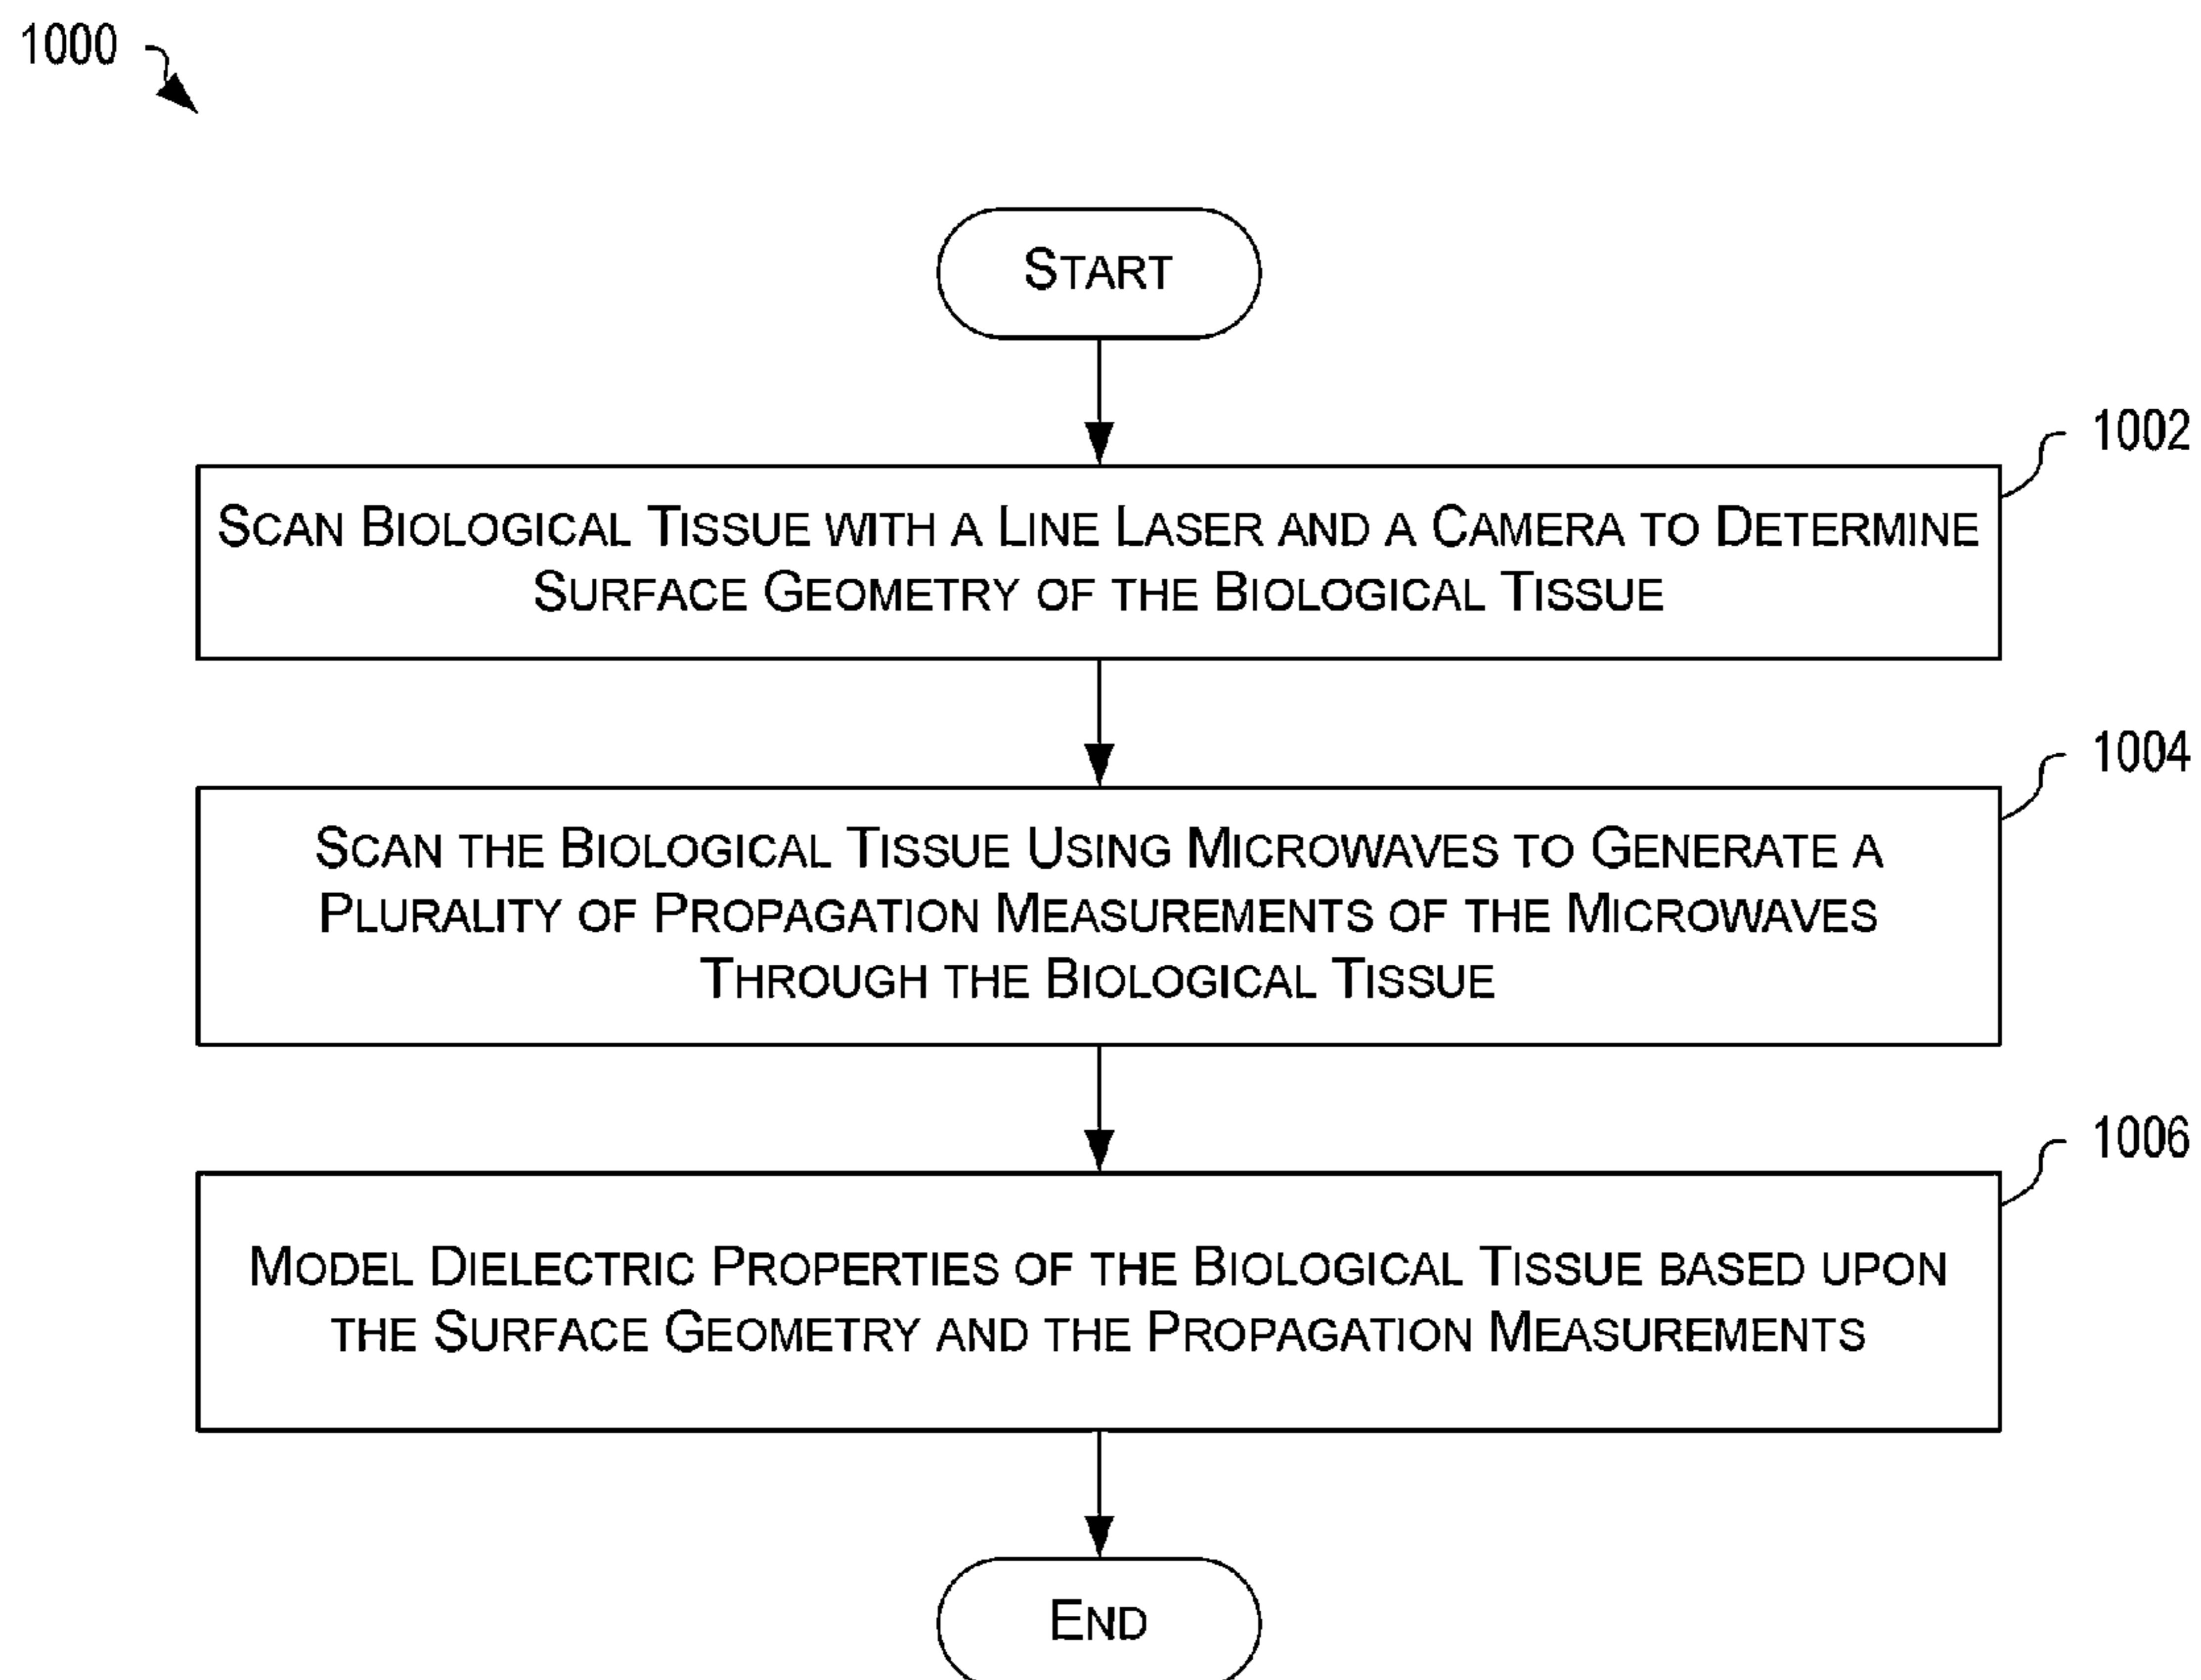 1000
START
1002
SCAN BIOLOGICAL TISSUE WITH A LINE LASER AND A CAMERA TO DETERMINE
SURFACE GEOMETRY OF THE BIOLOGICAL TISSUE
1004
SCAN THE BIOLOGICAL TISSUE USING MICROWAVES TO GENERATE A
PLURALITY OF PROPAGATION MEASUREMENTS OF THE MICROWAVES
THROUGH THE BIOLOGICAL TISSUE
1006
MODEL DIELECTRIC PROPERTIES OF THE BIOLOGICAL TISSUE BASED UPON
THE SURFACE GEOMETRY AND THE PROPAGATION MEASUREMENTS
END